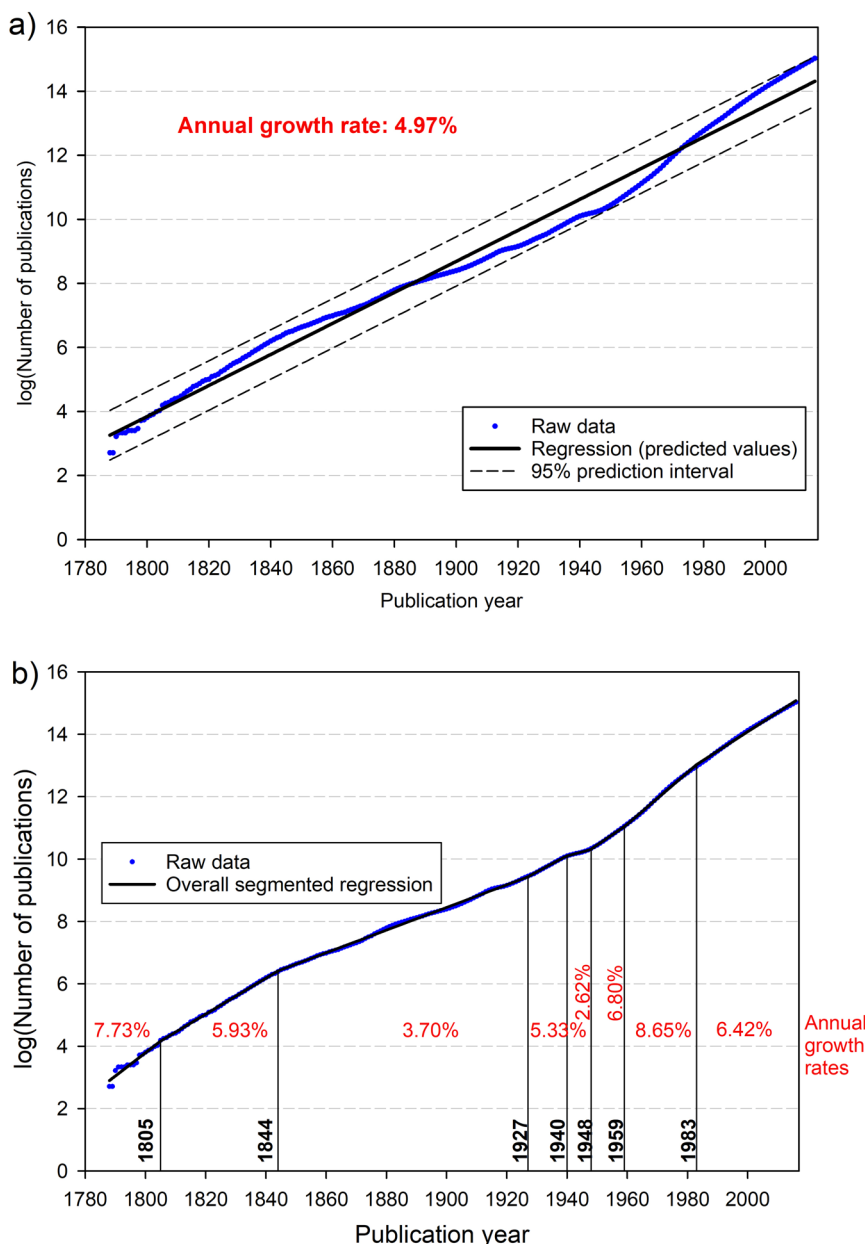 a)
log(Number of publications)
16
14
12
10
8
6
4
2
0
Annual growth rate: 4.97%
Raw data
Regression (predicted values)
95% prediction interval
1780 1800 1820 1840 1860 1880 1900 1920 1940 1960 1980 2000
Publication year
b)
log(Number of publications)
16
14
12
10
8
6
4
2
0
Raw data
Overall segmented regression
7.73% 5.93% 3.70% 5.33% 2.62% 6.80% 8.65% 6.42%
Annual
growth
rates
1805 1844 1927 1940 1948 1959 1983
1780 1800 1820 1840 1860 1880 1900 1920 1940 1960 1980 2000
Publication year